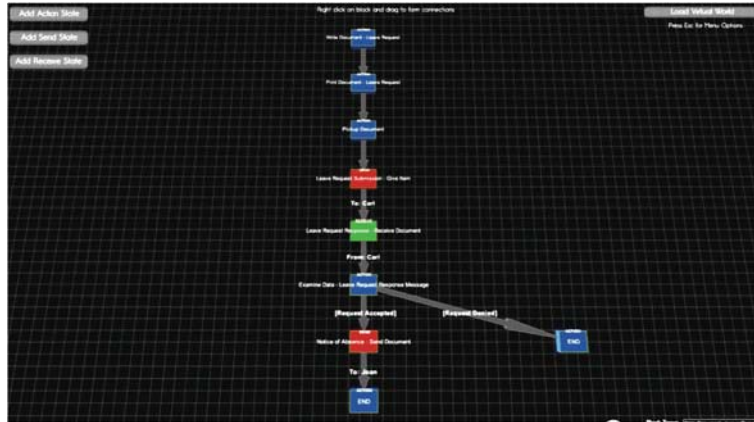 Add Action State
Right click on block and drag to form connections
Load Virtual World
Press Esc for Menu Options
Add Send State
Add Receive State
Write Document - Leave Request
Print Document - Leave Request
Pickup Document
Leave Request Submission - Give Item
To: Carl
Leave Request Response - Receive Document
From: Carl
Examine Data - Leave Request Response Message
[Request Accepted]
[Request Denied]
Notice of Absence - Send Document
END
To: Joan
END